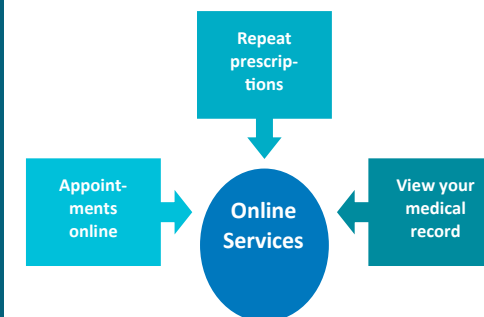 Repeat
prescrip-
tions
Appoint-
ments
online
Online
Services
View your
medical
record